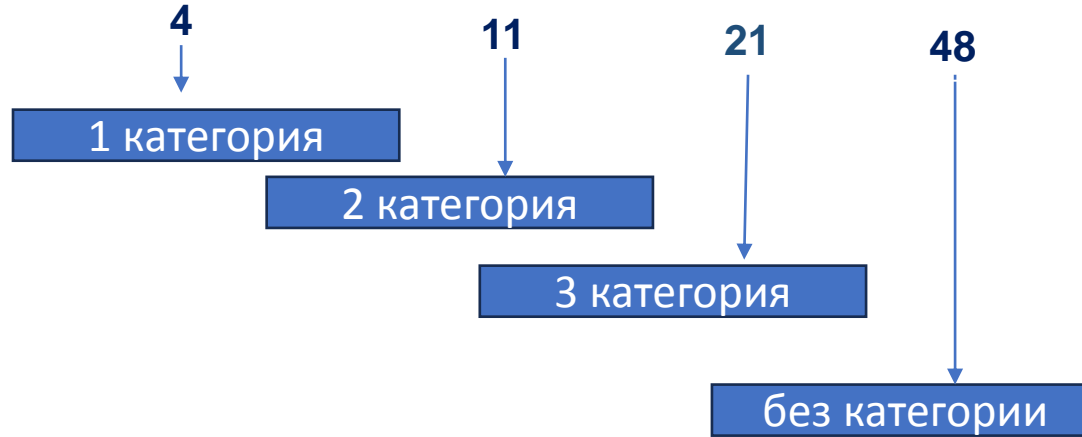 4
11
21
48
1 категория
2 категория
3 категория
без категории